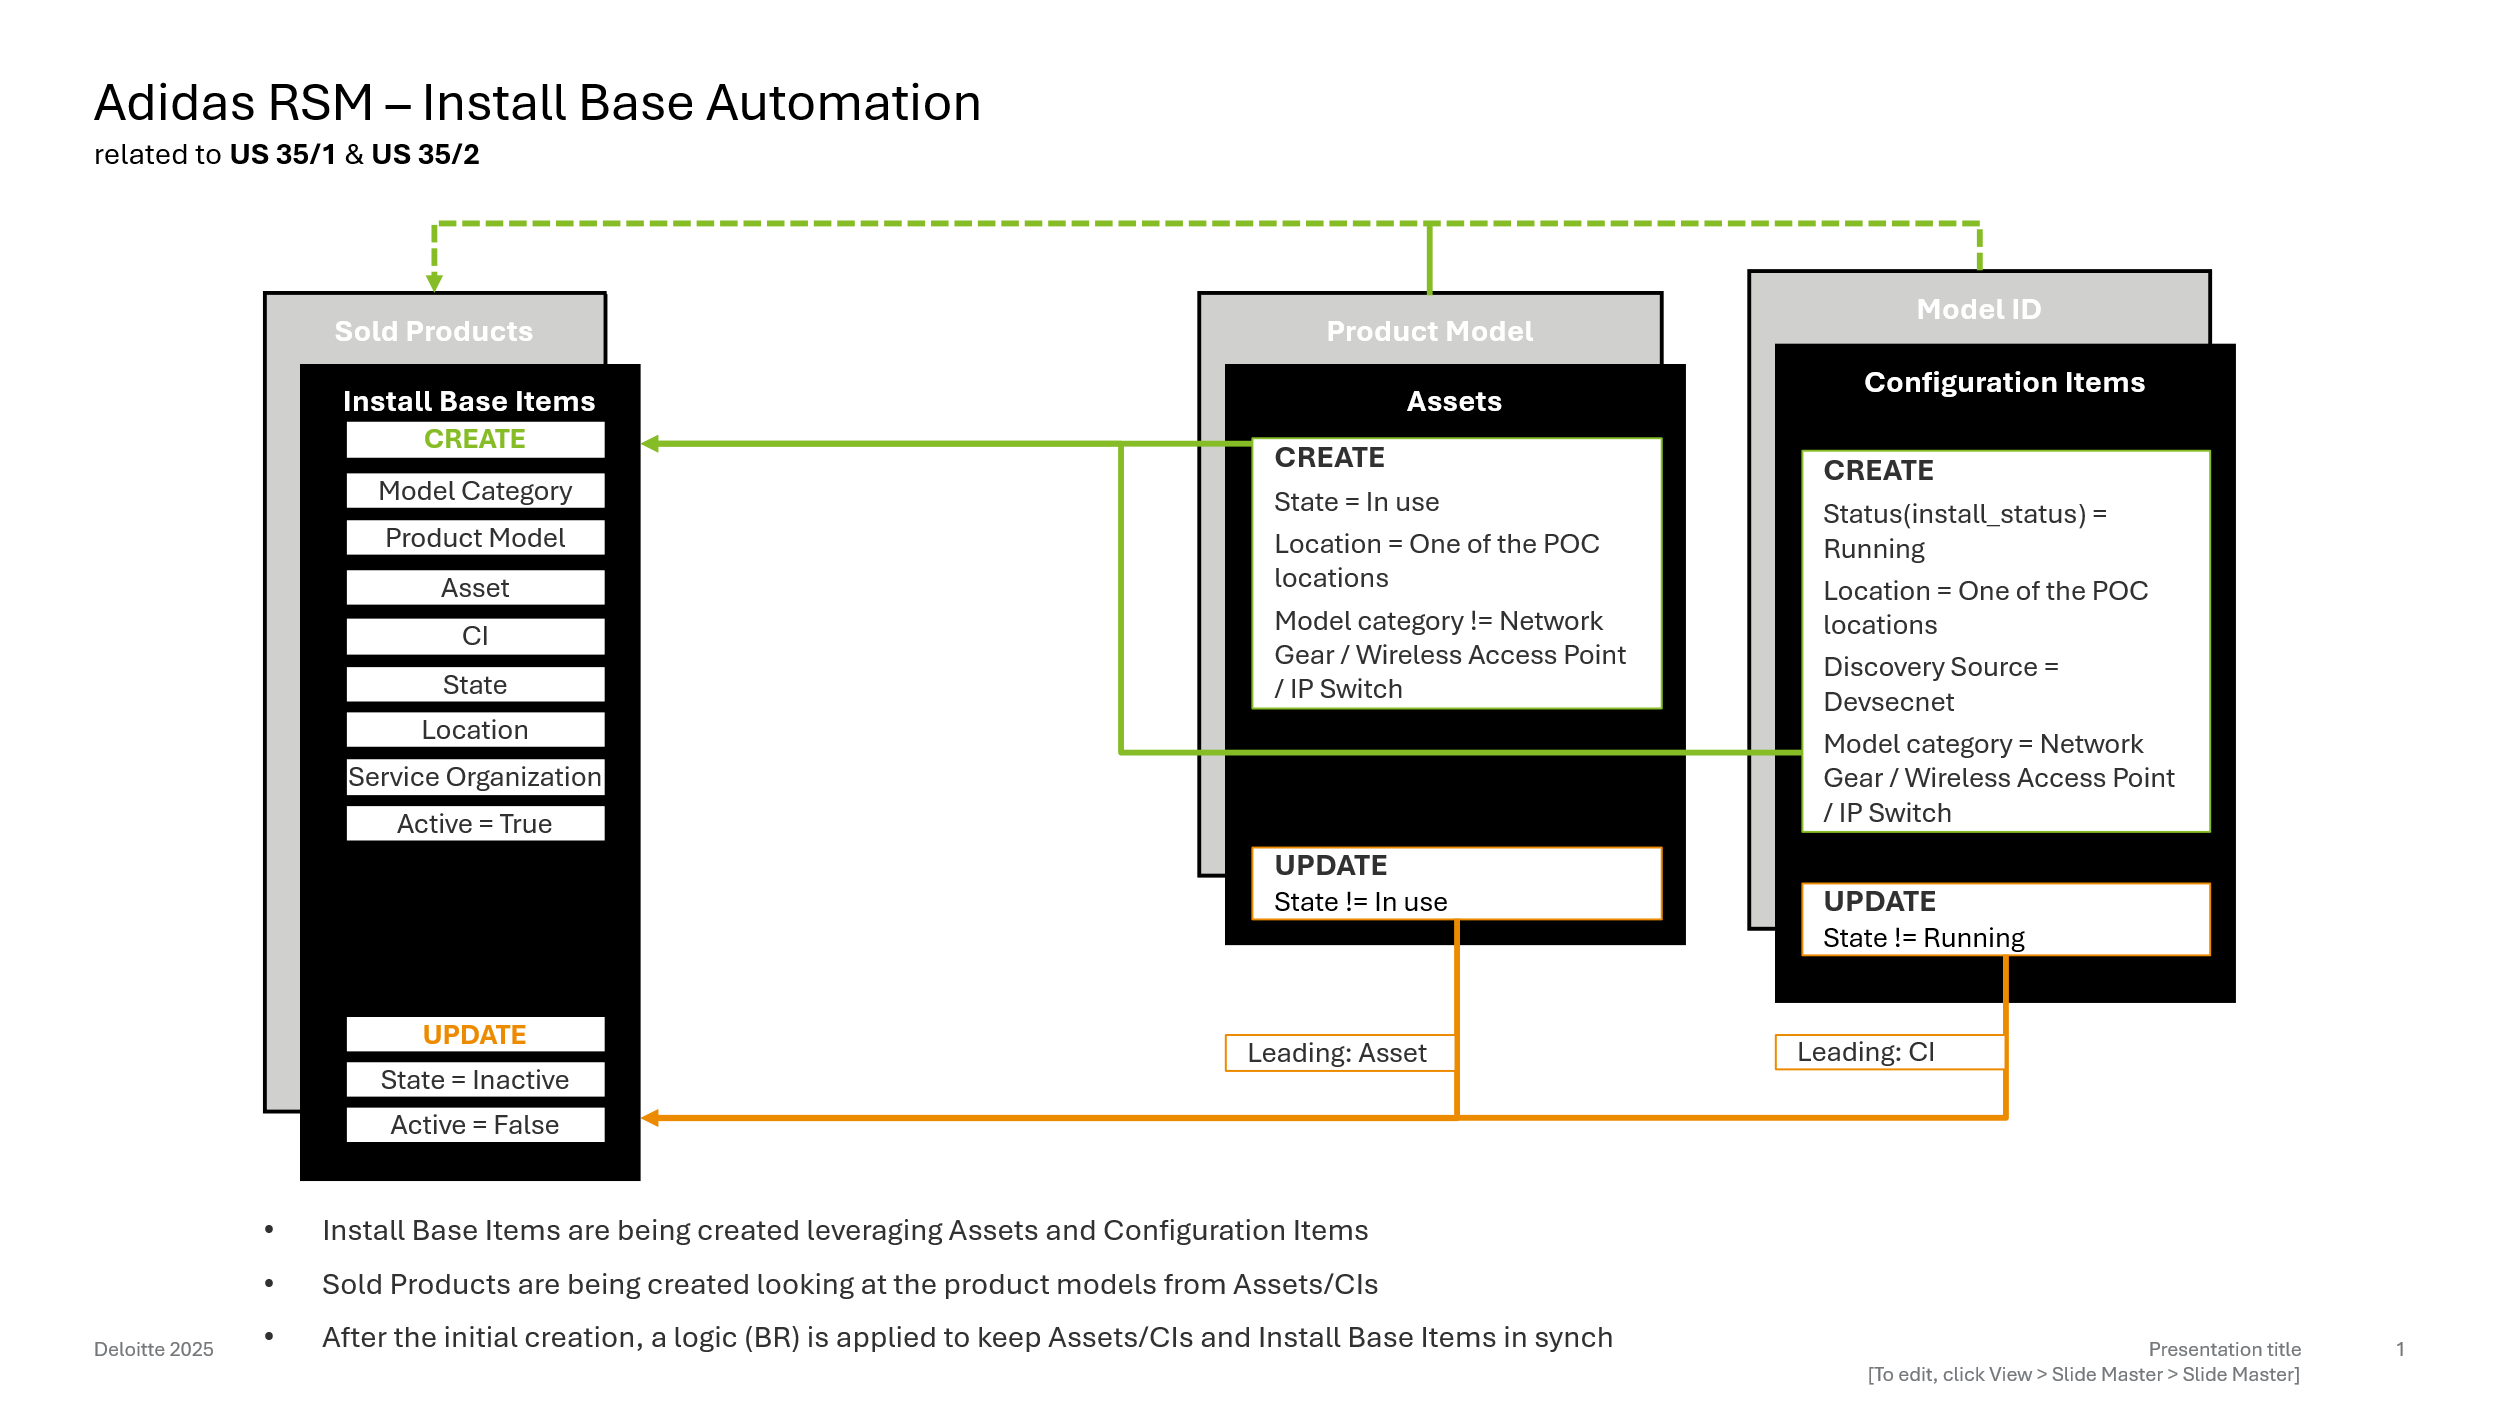 Adidas RSM – Install Base Automation
related to US 35/1 & US 35/2
Sold Products
Install Base Items
CREATE
Model Category
Product Model
Asset
CI
State
Location
Service Organization
Active = True
UPDATE
State = Inactive
Active = False
Product Model
Assets
CREATE
State = In use
Location = One of the POC
locations
Model category != Network
Gear / Wireless Access Point
/ IP Switch
UPDATE
State != In use
Leading: Asset
Model ID
Configuration Items
CREATE
Status(install_status) =
Running
Location = One of the POC
locations
Discovery Source =
Devsecnet
Model category = Network
Gear / Wireless Access Point
/ IP Switch
UPDATE
State != Running
Leading: CI
• Install Base Items are being created leveraging Assets and Configuration Items
• Sold Products are being created looking at the product models from Assets/CIs
• After the initial creation, a logic (BR) is applied to keep Assets/CIs and Install Base Items in synch
Deloitte 2025
Presentation title
[To edit, click View > Slide Master > Slide Master]
1